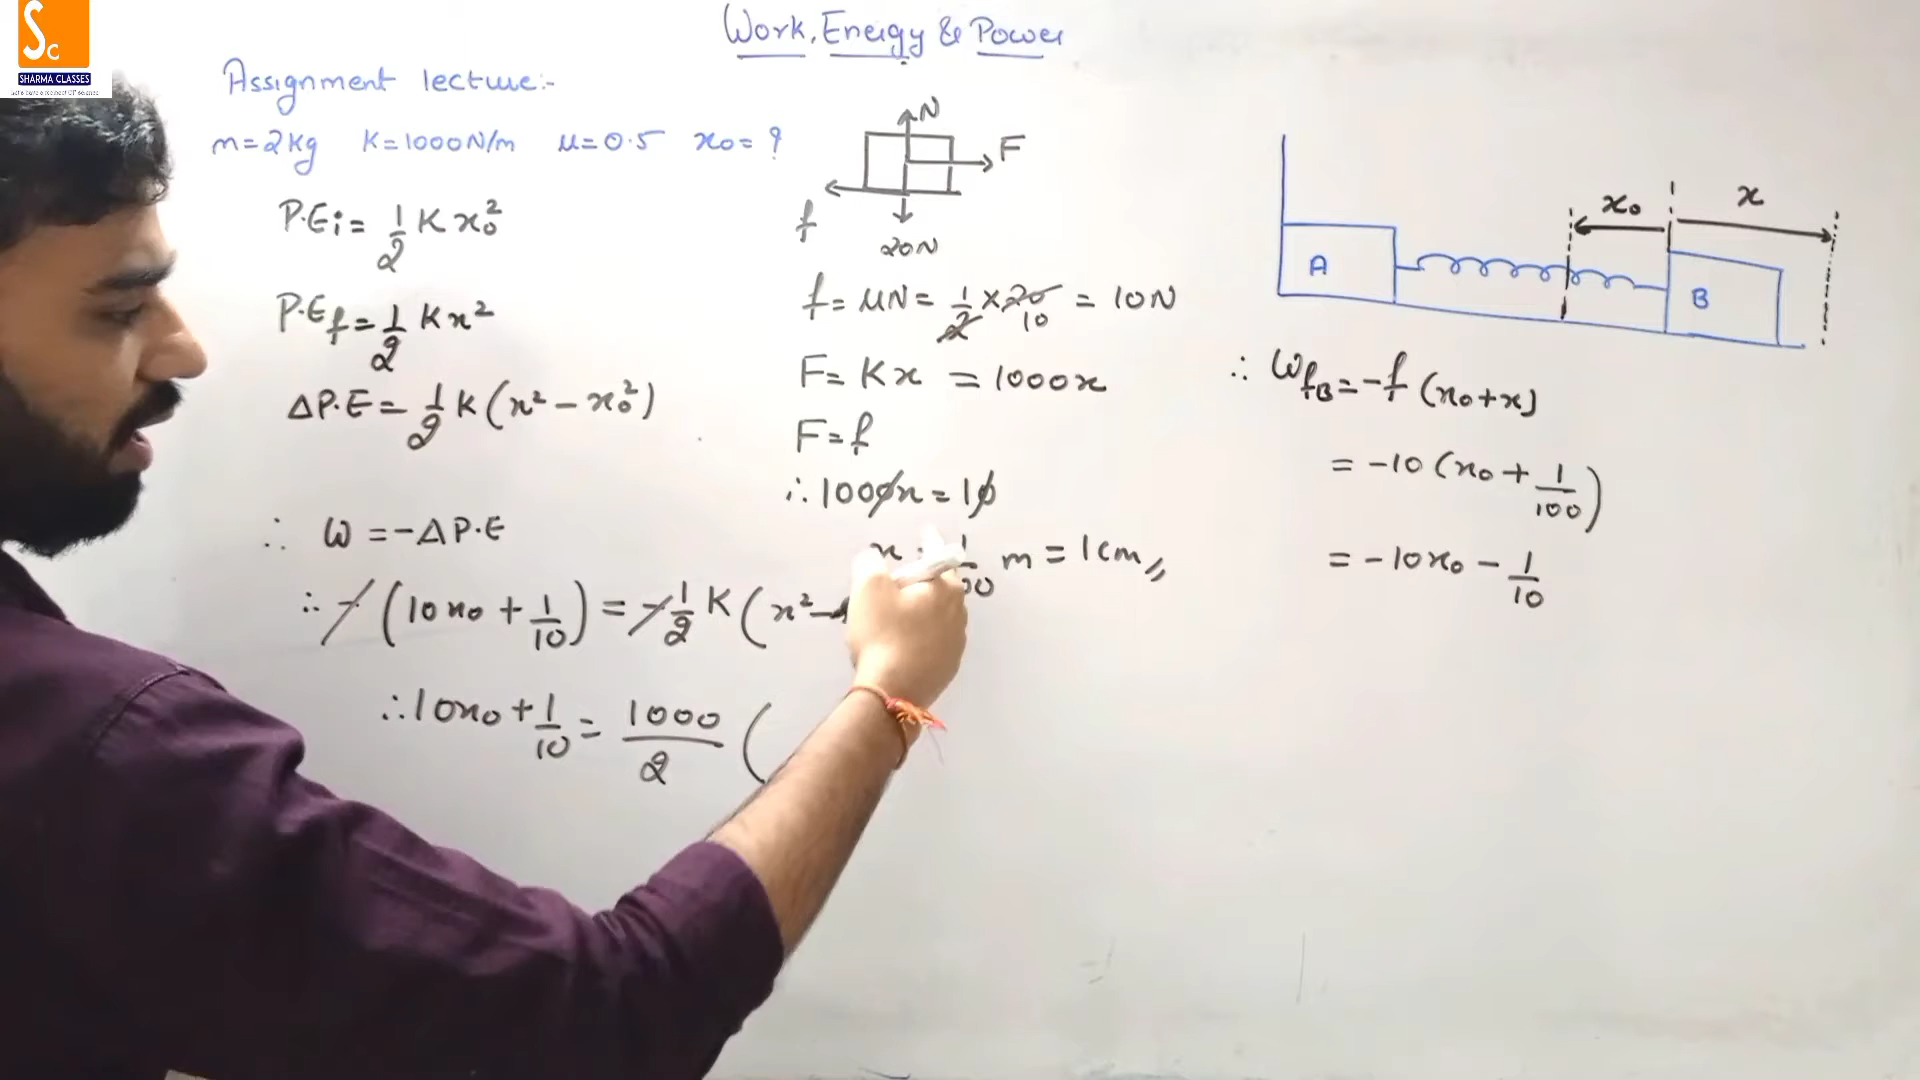 Sc
SHARMA CLASSES
Work, Energy & Power
Assignment lecture:-
m=2kg K=1000N/m μ=0.5 x₀=?
P.Eᵢ = 1/2 K x₀²
P.E_f = 1/2 Kx²
ΔP.E = 1/2 K(x² - x₀²)
∴ W = -ΔP.E
∴ -(10x₀ + 1/10) = -1/2 K(x² -
∴ 10x₀ + 1/10 = 1000/2 (
N
F
f
20N
f = μN = 1/2 × 20 10 = 10N
F = Kx = 1000x
F = f
∴ 1000x = 10
x m = 1cm
x₀ x
A B
∴ W_fB = -f (x₀+x)
= -10 (x₀ + 1/100)
= -10x₀ - 1/10